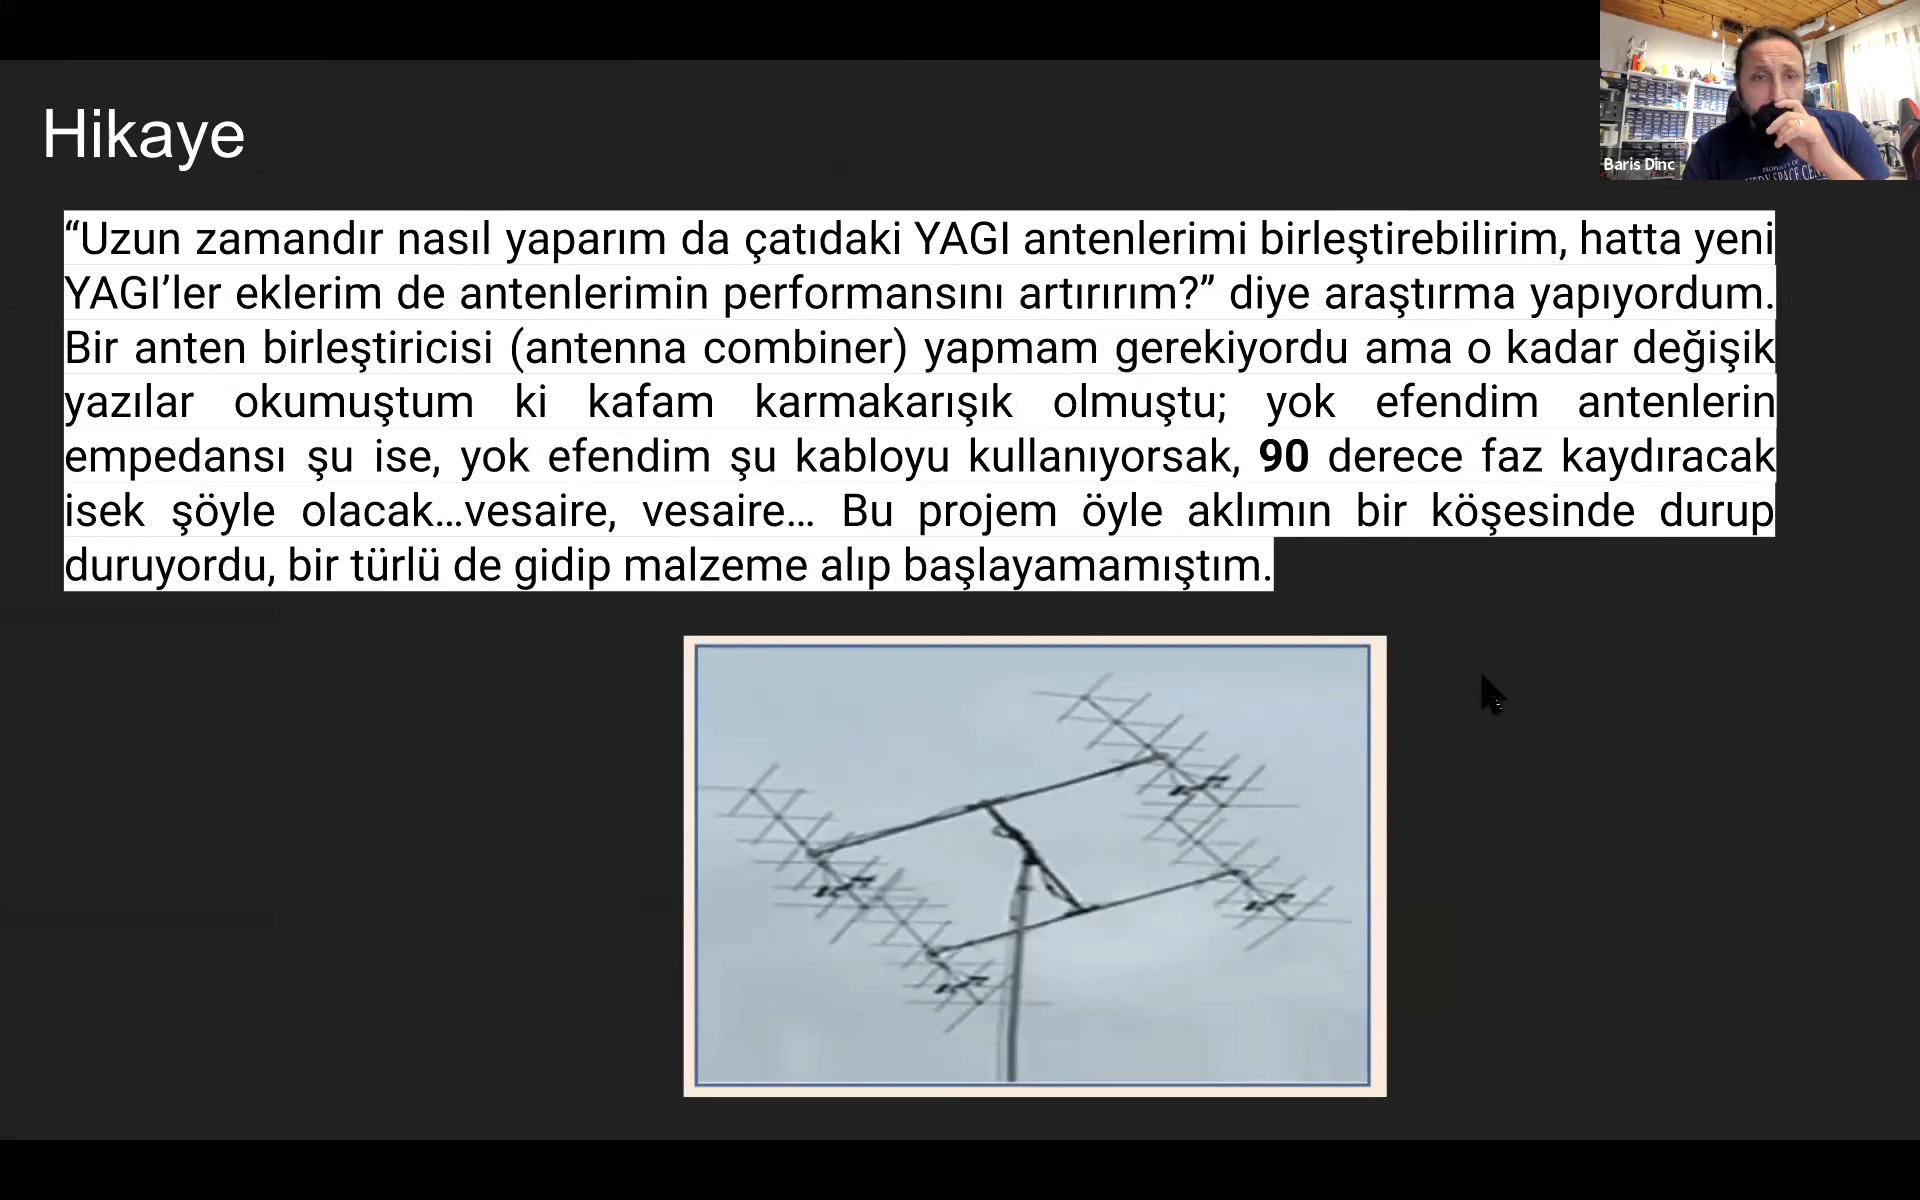 Hikaye
“Uzun zamandır nasıl yaparım da çatıdaki YAGI antenlerimi birleştirebilirim, hatta yeni
YAGI’ler eklerim de antenlerimin performansını artırırım?” diye araştırma yapıyordum.
Bir anten birleştiricisi (antenna combiner) yapmam gerekiyordu ama o kadar değişik
yazılar okumuştum ki kafam karmakarışık olmuştu; yok efendim antenlerin
empedansı şu ise, yok efendim şu kabloyu kullanıyorsak, 90 derece faz kaydıracak
isek şöyle olacak…vesaire, vesaire… Bu projem öyle aklımın bir köşesinde durup
duruyordu, bir türlü de gidip malzeme alıp başlayamamıştım.
Baris Dinc
PROPERTY OF
SPACE